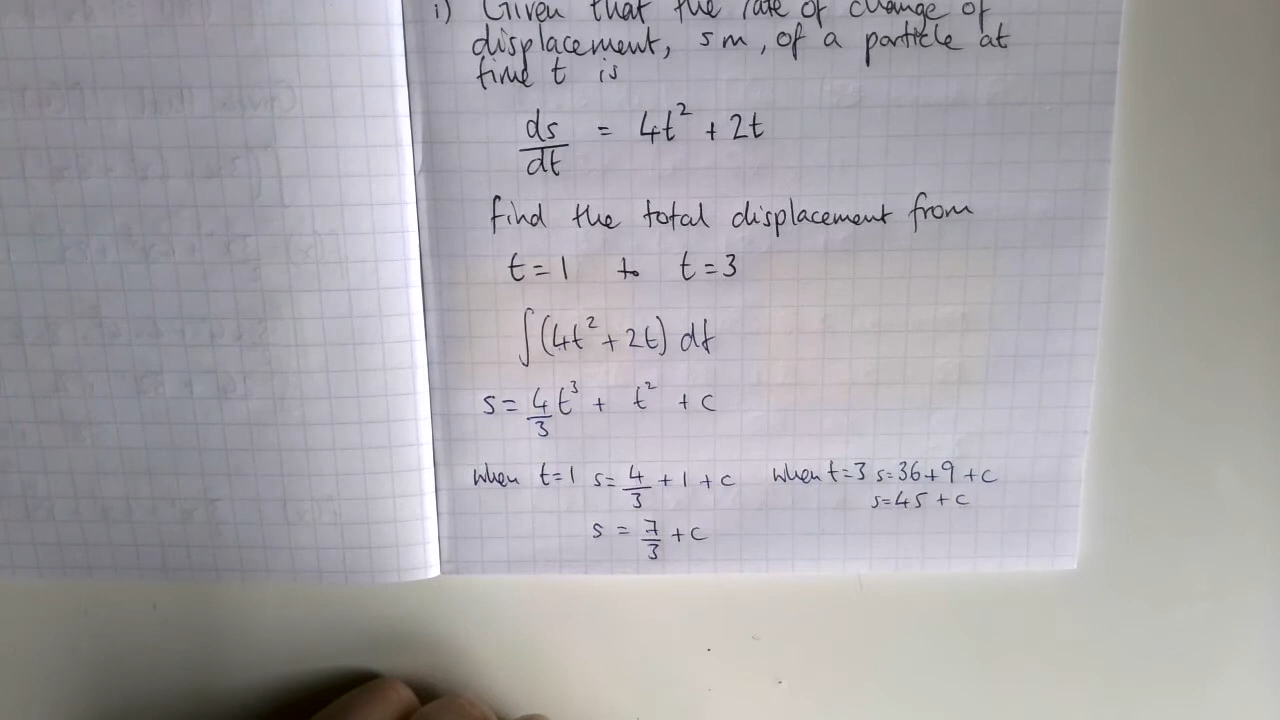 i) Given that the rate of change of
displacement, s m, of a particle at
time t is
ds/dt = 4t² + 2t
find the total displacement from
t = 1 to t = 3
∫(4t² + 2t) dt
s = 4/3 t³ + t² + c
when t=1 s = 4/3 + 1 + c when t=3 s=36+9 + c
s=45 + c
s = 7/3 + c